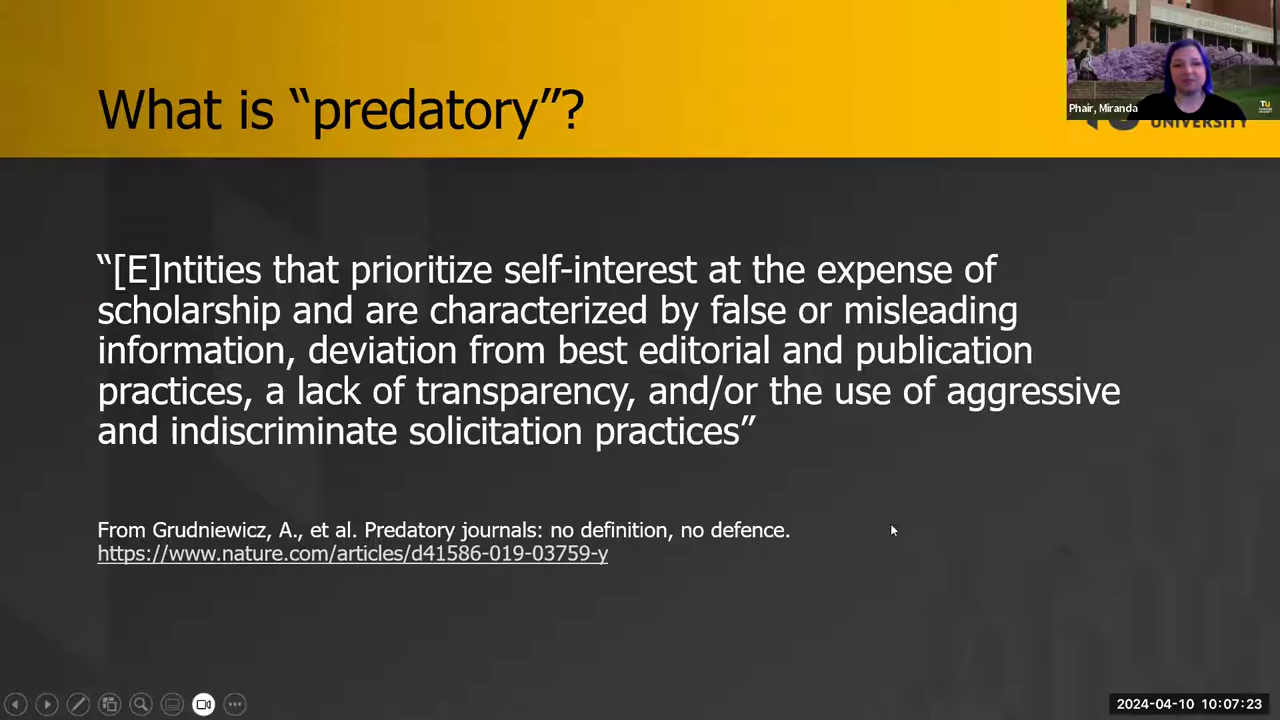 What is “predatory”?
Phair, Miranda
TU
UNIVERSITY
“[E]ntities that prioritize self-interest at the expense of
scholarship and are characterized by false or misleading
information, deviation from best editorial and publication
practices, a lack of transparency, and/or the use of aggressive
and indiscriminate solicitation practices”
From Grudniewicz, A., et al. Predatory journals: no definition, no defence.
https://www.nature.com/articles/d41586-019-03759-y
2024-04-10 10:07:23